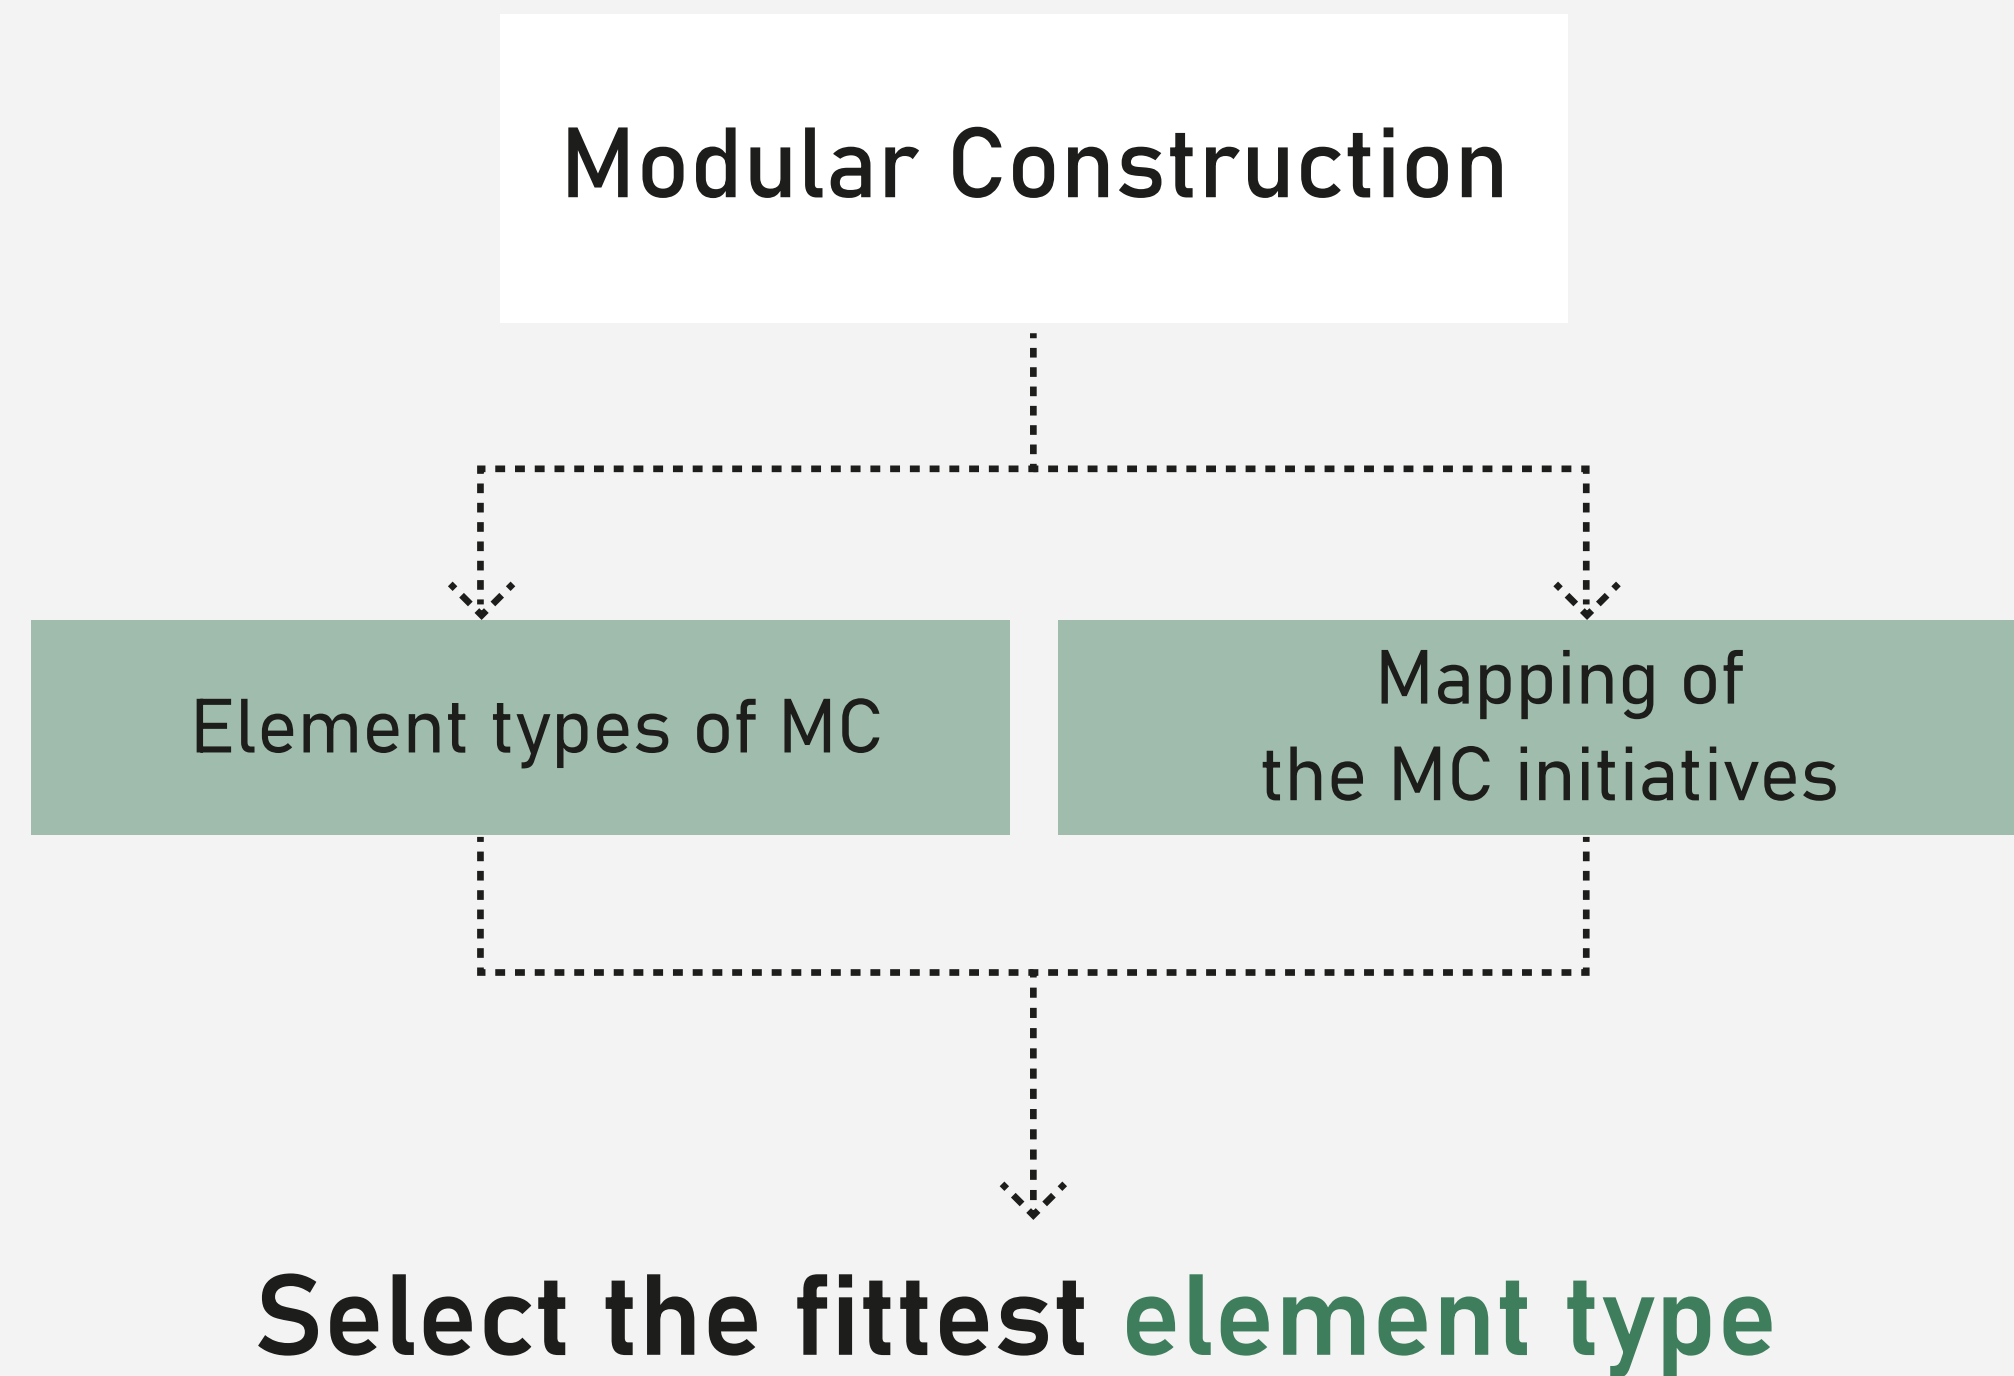 Modular Construction
Element types of MC
Mapping of
the MC initiatives
Select the fittest element type